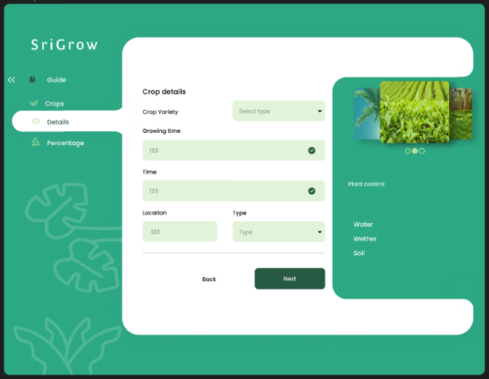 SriGrow
Guide
Crops
Details
Percentage
Crop details
Crop Variety
Select type
Growing time
123
Time
123
Location
Type
123
Type
Back
Next
Plant control
Water
Wether
Soli